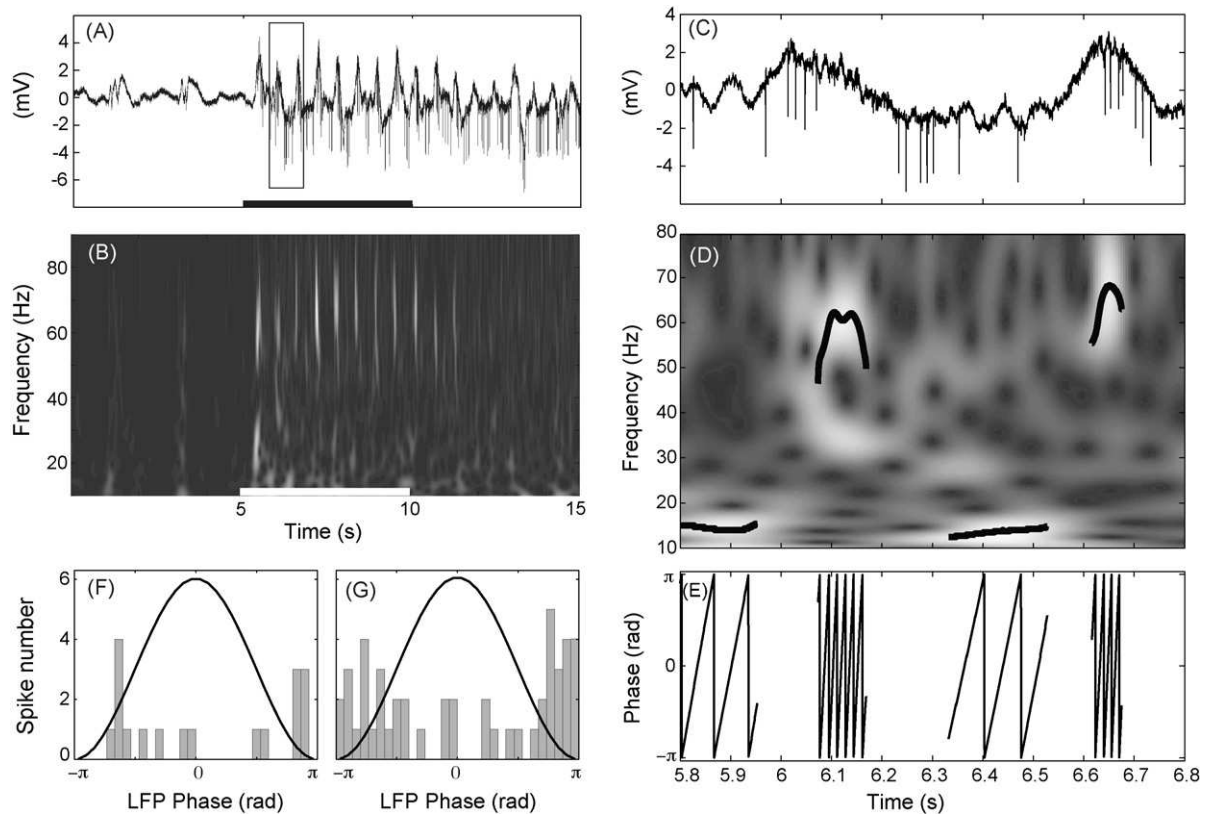 (A)
(mV)
4
2
0
-2
-4
-6
(B)
Frequency (Hz)
80
60
40
20
5
10
15
Time (s)
(F)
(G)
Spike number
6
4
2
0
−π
0
π
−π
0
π
LFP Phase (rad)
LFP Phase (rad)
(C)
(mV)
4
2
0
-2
4
(D)
Frequency (Hz)
80
70
60
50
40
30
20
10
(E)
Phase (rad)
π
0
−π
5.8
5.9
6
6.1
6.2
6.3
6.4
6.5
6.6
6.7
6.8
Time (s)